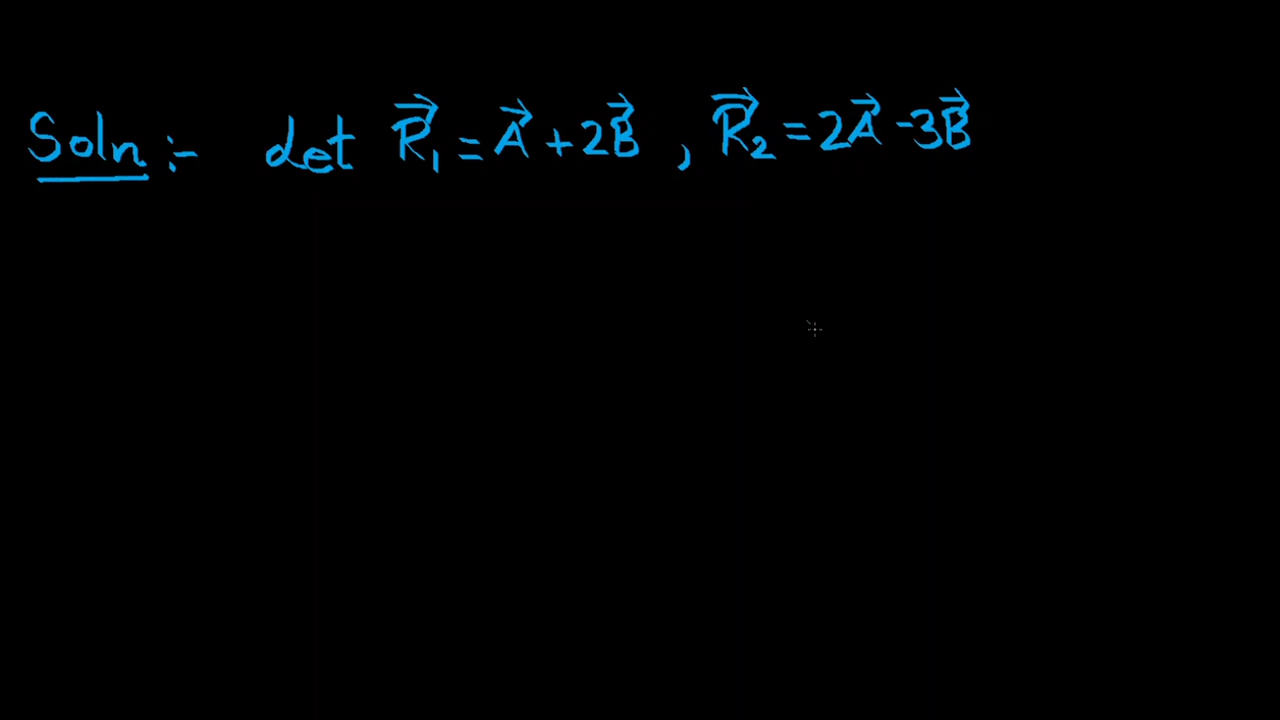 Soln :- Let R⃗₁ = A⃗ + 2B⃗ , R⃗₂ = 2A⃗ - 3B⃗